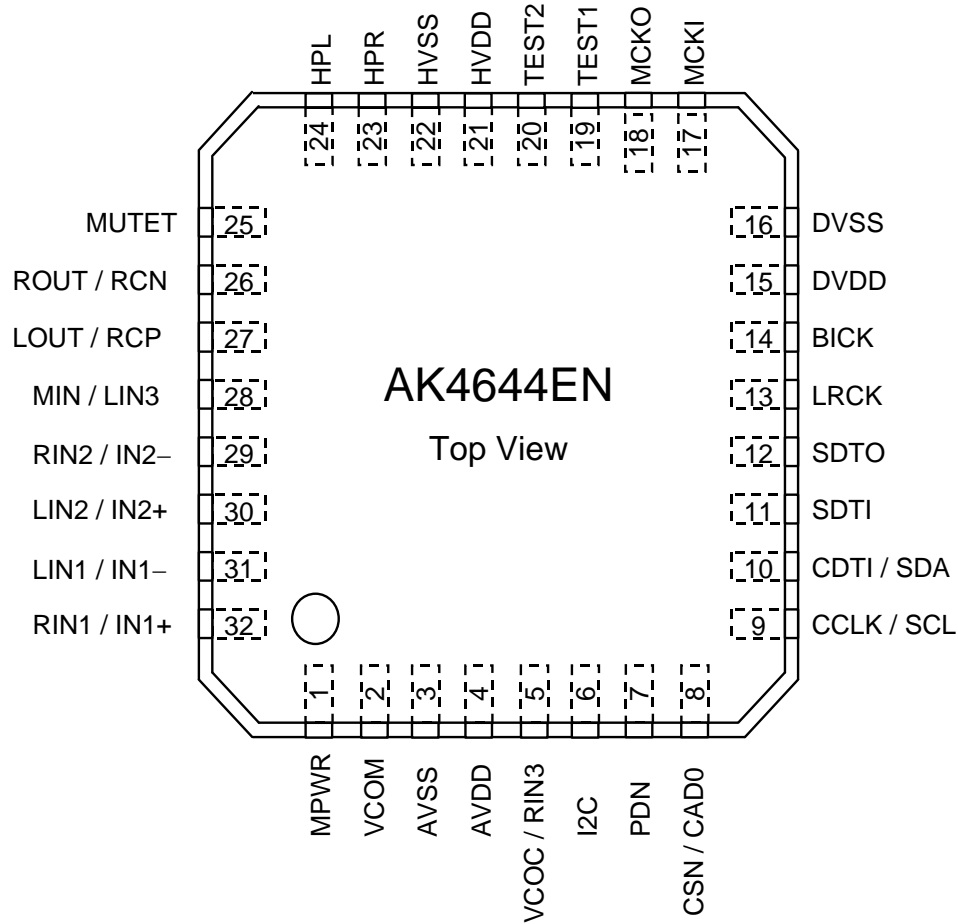 HPL
HPR
HVSS
HVDD
TEST2
TEST1
MCKO
MCKI
24
23
22
21
20
19
18
17
MUTET 25
ROUT / RCN 26
LOUT / RCP 27
MIN / LIN3 28
RIN2 / IN2− 29
LIN2 / IN2+ 30
LIN1 / IN1− 31
RIN1 / IN1+ 32
AK4644EN
Top View
16 DVSS
15 DVDD
14 BICK
13 LRCK
12 SDTO
11 SDTI
10 CDTI / SDA
9 CCLK / SCL
1
2
3
4
5
6
7
8
MPWR
VCOM
AVSS
AVDD
VCOC / RIN3
I2C
PDN
CSN / CAD0